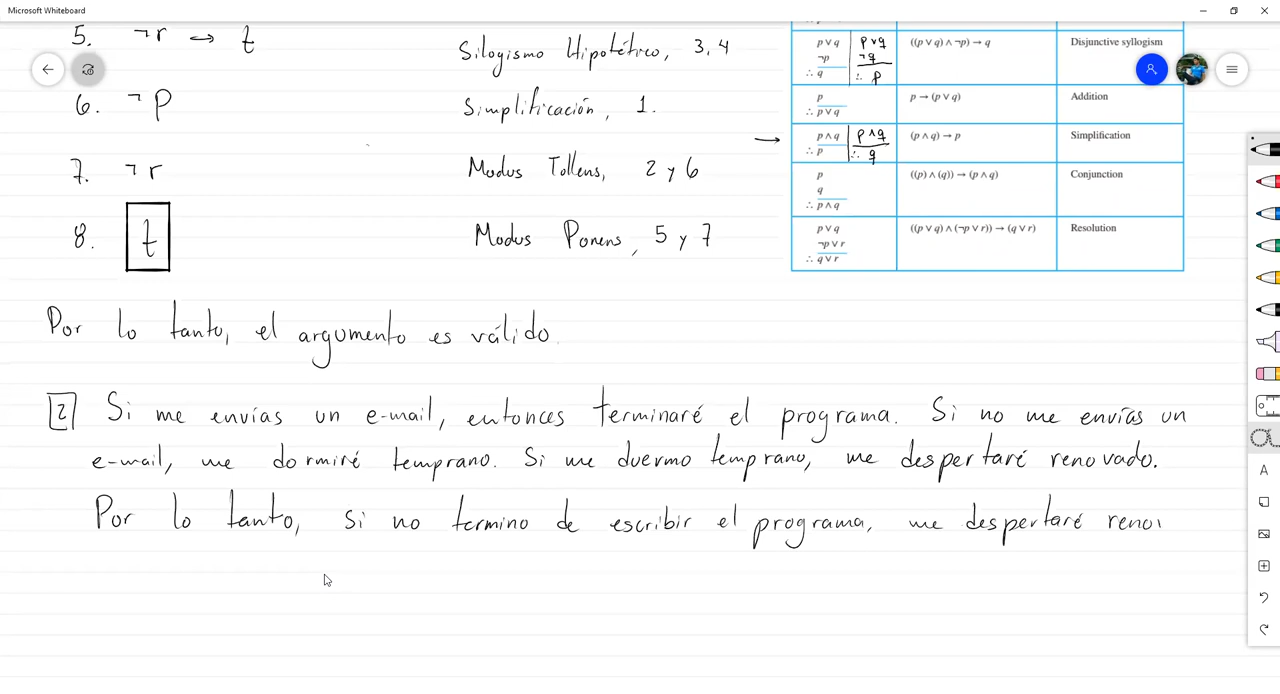 Microsoft Whiteboard
5. ¬r → t Silogismo Hipotético, 3, 4
6. ¬p Simplificación, 1.
7. ¬r Modus Tollens, 2 y 6
8. t Modus Ponens, 5 y 7
p ∨ q p ∨ q ((p ∨ q) ∧ ¬p) → q Disjunctive syllogism
¬p ¬q
∴ q ∴ p
p p → (p ∨ q) Addition
∴ p ∨ q
→ p ∧ q p ∧ q (p ∧ q) → p Simplification
∴ p ∴ q
p ((p) ∧ (q)) → (p ∧ q) Conjunction
q
∴ p ∧ q
p ∨ q ((p ∨ q) ∧ (¬p ∨ r)) → (q ∨ r) Resolution
¬p ∨ r
∴ q ∨ r
Por lo tanto, el argumento es válido.
2 Si me envías un e-mail, entonces terminaré el programa. Si no me envías un
e-mail, me dormiré temprano. Si me duermo temprano, me despertaré renovado.
Por lo tanto, si no termino de escribir el programa, me despertaré reno
A